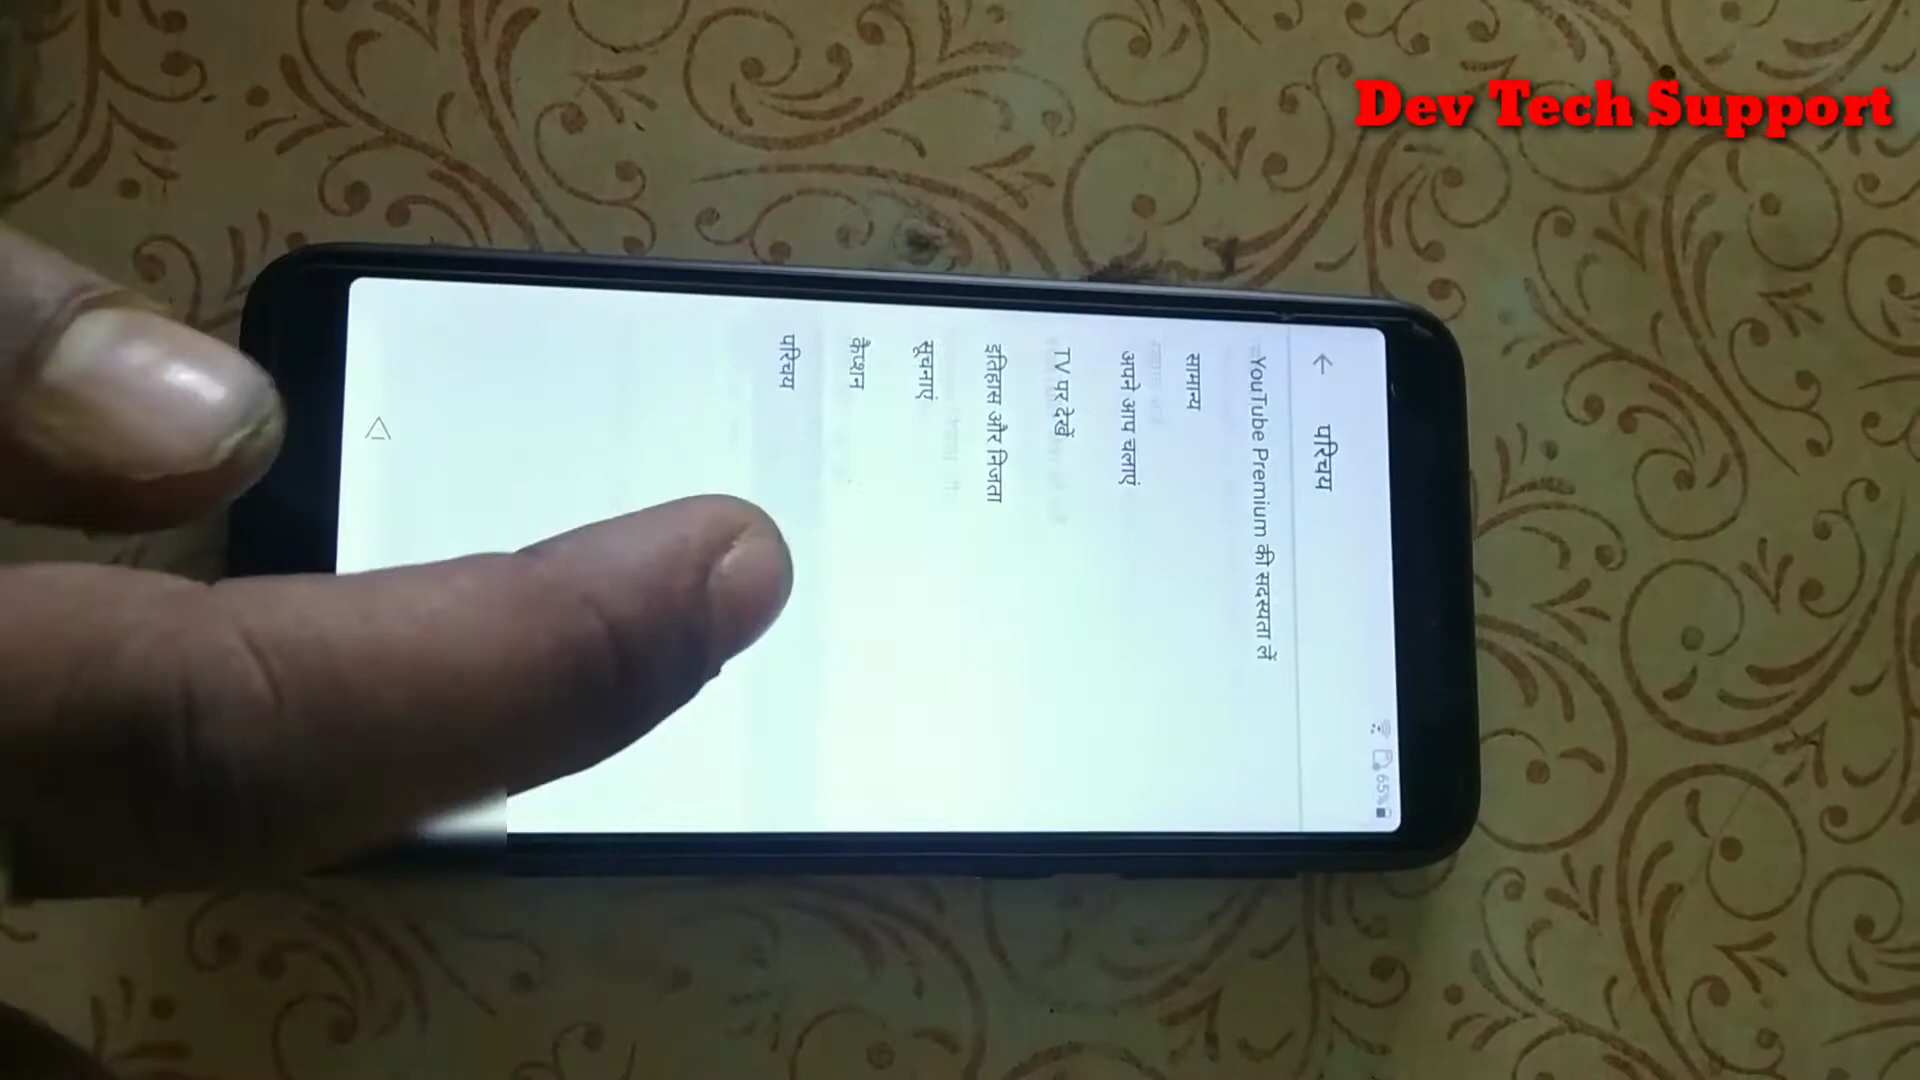 Dev Tech Support
65%
परिचय
YouTube Premium की सदस्यता लें
सामान्य
अपने आप चलाएं
TV पर देखें
इतिहास और निजता
सूचनाएं
कैप्शन
परिचय